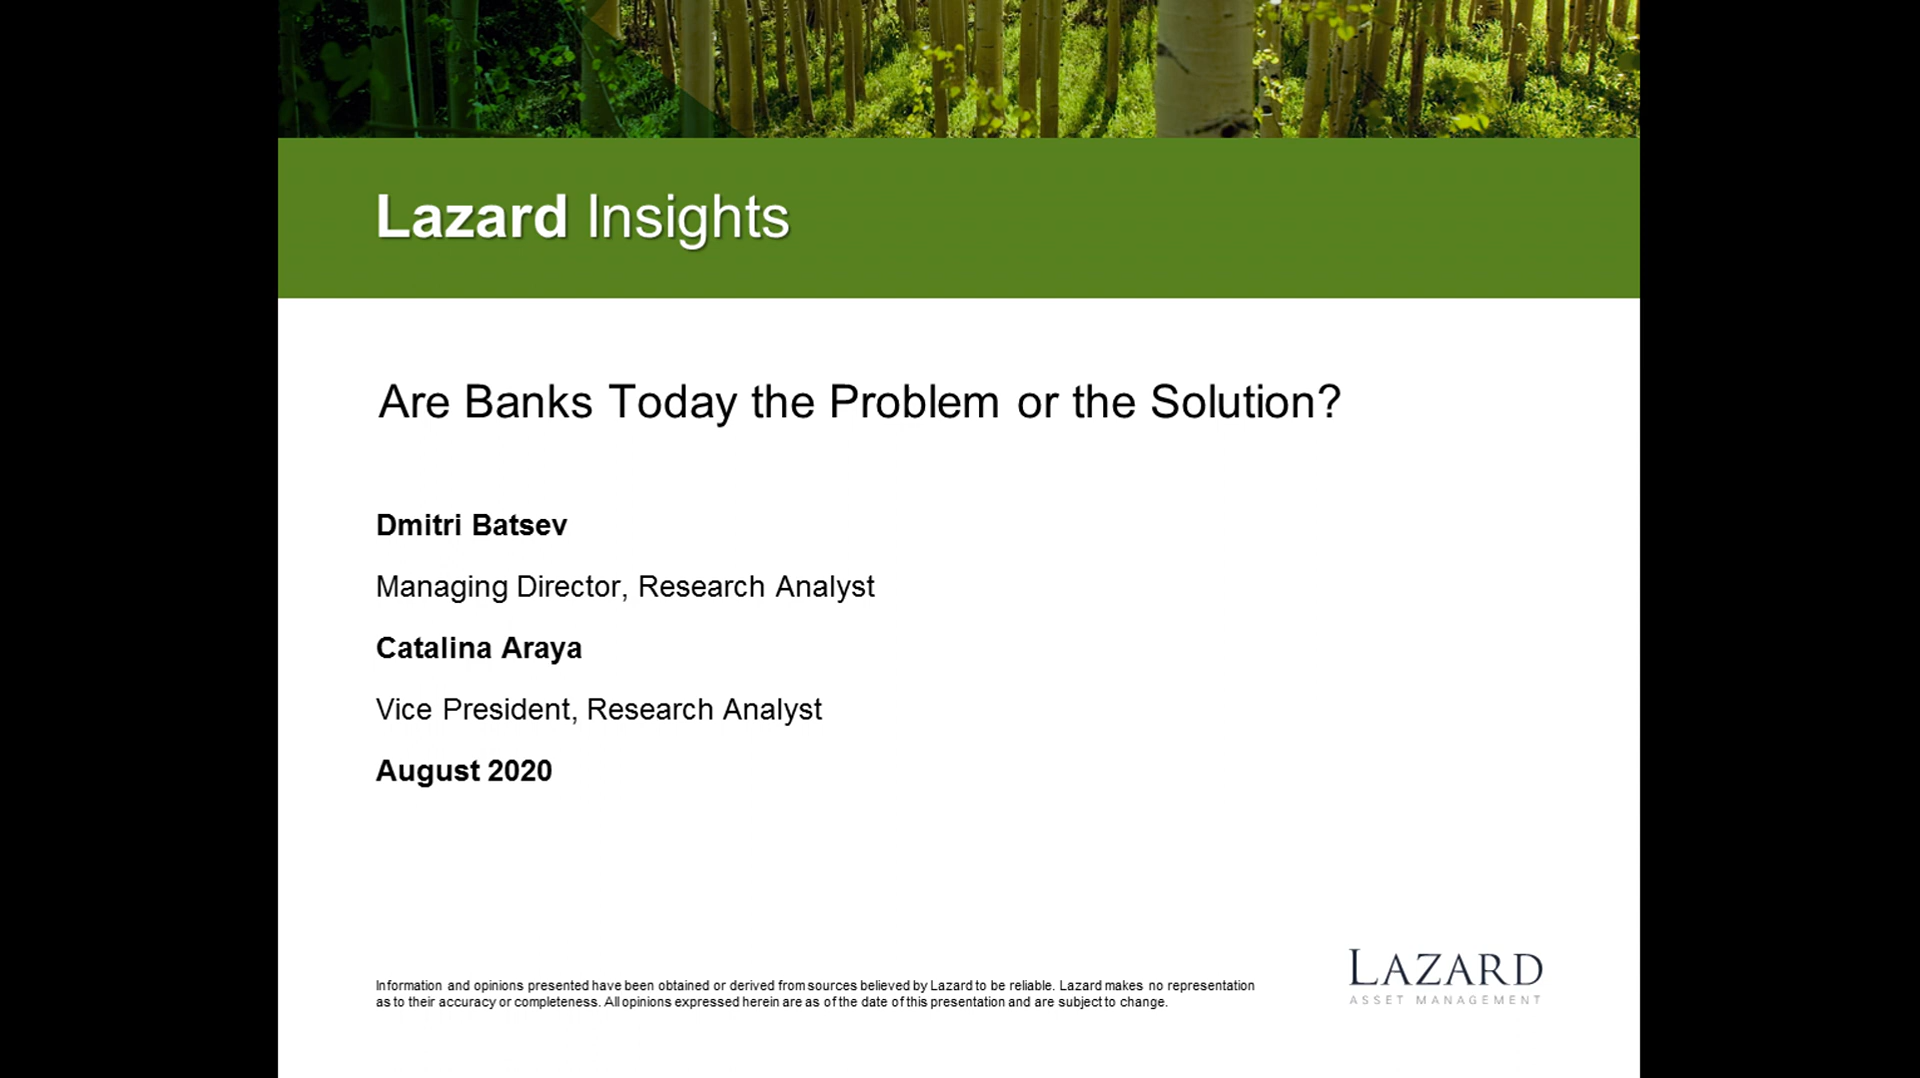 Lazard Insights
Are Banks Today the Problem or the Solution?
Dmitri Batsev
Managing Director, Research Analyst
Catalina Araya
Vice President, Research Analyst
August 2020
Information and opinions presented have been obtained or derived from sources believed by Lazard to be reliable. Lazard makes no representation
as to their accuracy or completeness. All opinions expressed herein are as of the date of this presentation and are subject to change.
LAZARD
ASSET MANAGEMENT